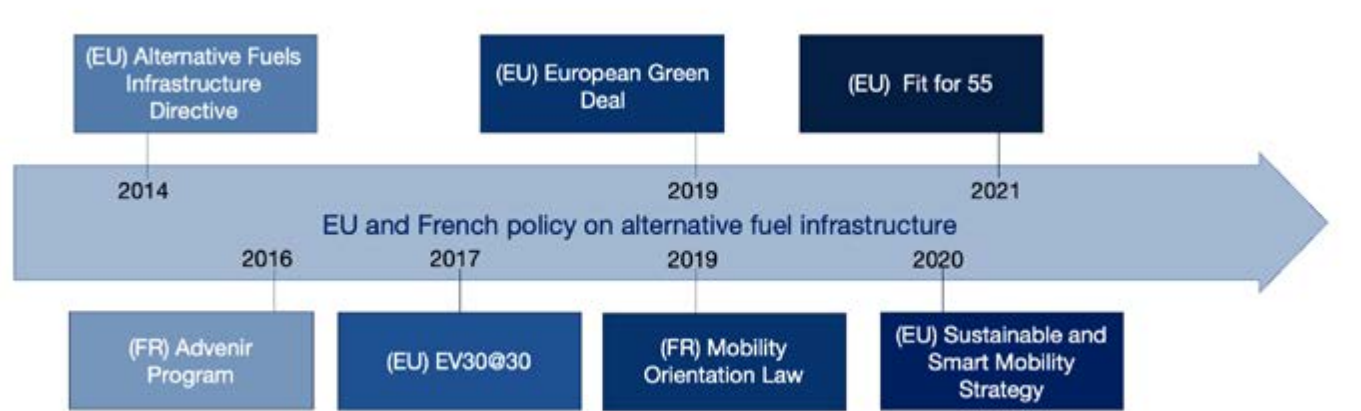 (EU) Alternative Fuels
Infrastructure
Directive
(EU) European Green
Deal
(EU) Fit for 55
2014
2019
2021
EU and French policy on alternative fuel infrastructure
2016
2017
2019
2020
(FR) Advenir
Program
(EU) EV30@30
(FR) Mobility
Orientation Law
(EU) Sustainable and
Smart Mobility
Strategy